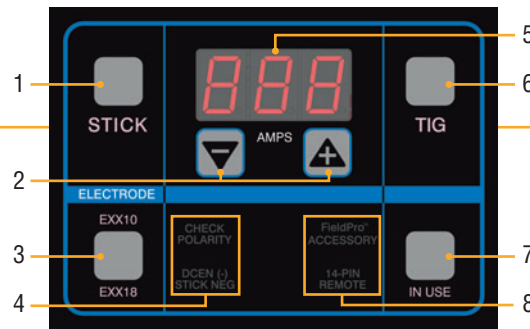 5
1
6
STICK
TIG
AMPS
2
ELECTRODE
EXX10
CHECK
POLARITY
FieldPro™
ACCESSORY
3
7
DCEN (-)
STICK NEG
14-PIN
REMOTE
EXX18
IN USE
4
8